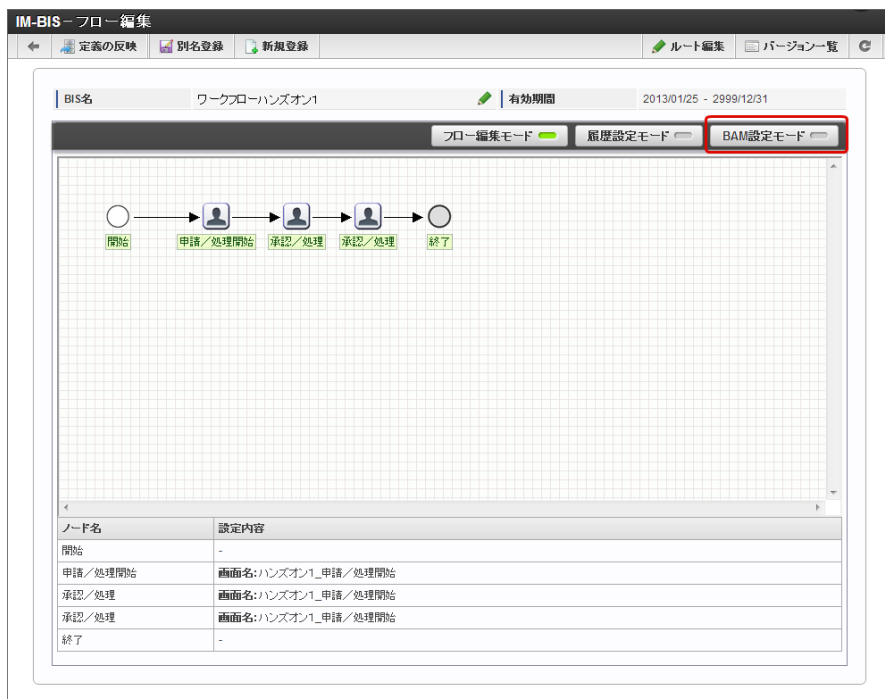 IM-BIS－フロー編集
定義の反映 別名登録 新規登録 ルート編集 バージョン一覧
BIS名 ワークフローハンズオン1 有効期間 2013/01/25 - 2999/12/31
フロー編集モード 履歴設定モード BAM設定モード
開始 申請／処理開始 承認／処理 承認／処理 終了
ノード名 設定内容
開始 -
申請／処理開始 画面名:ハンズオン1_申請／処理開始
承認／処理 画面名:ハンズオン1_申請／処理開始
承認／処理 画面名:ハンズオン1_申請／処理開始
終了 -